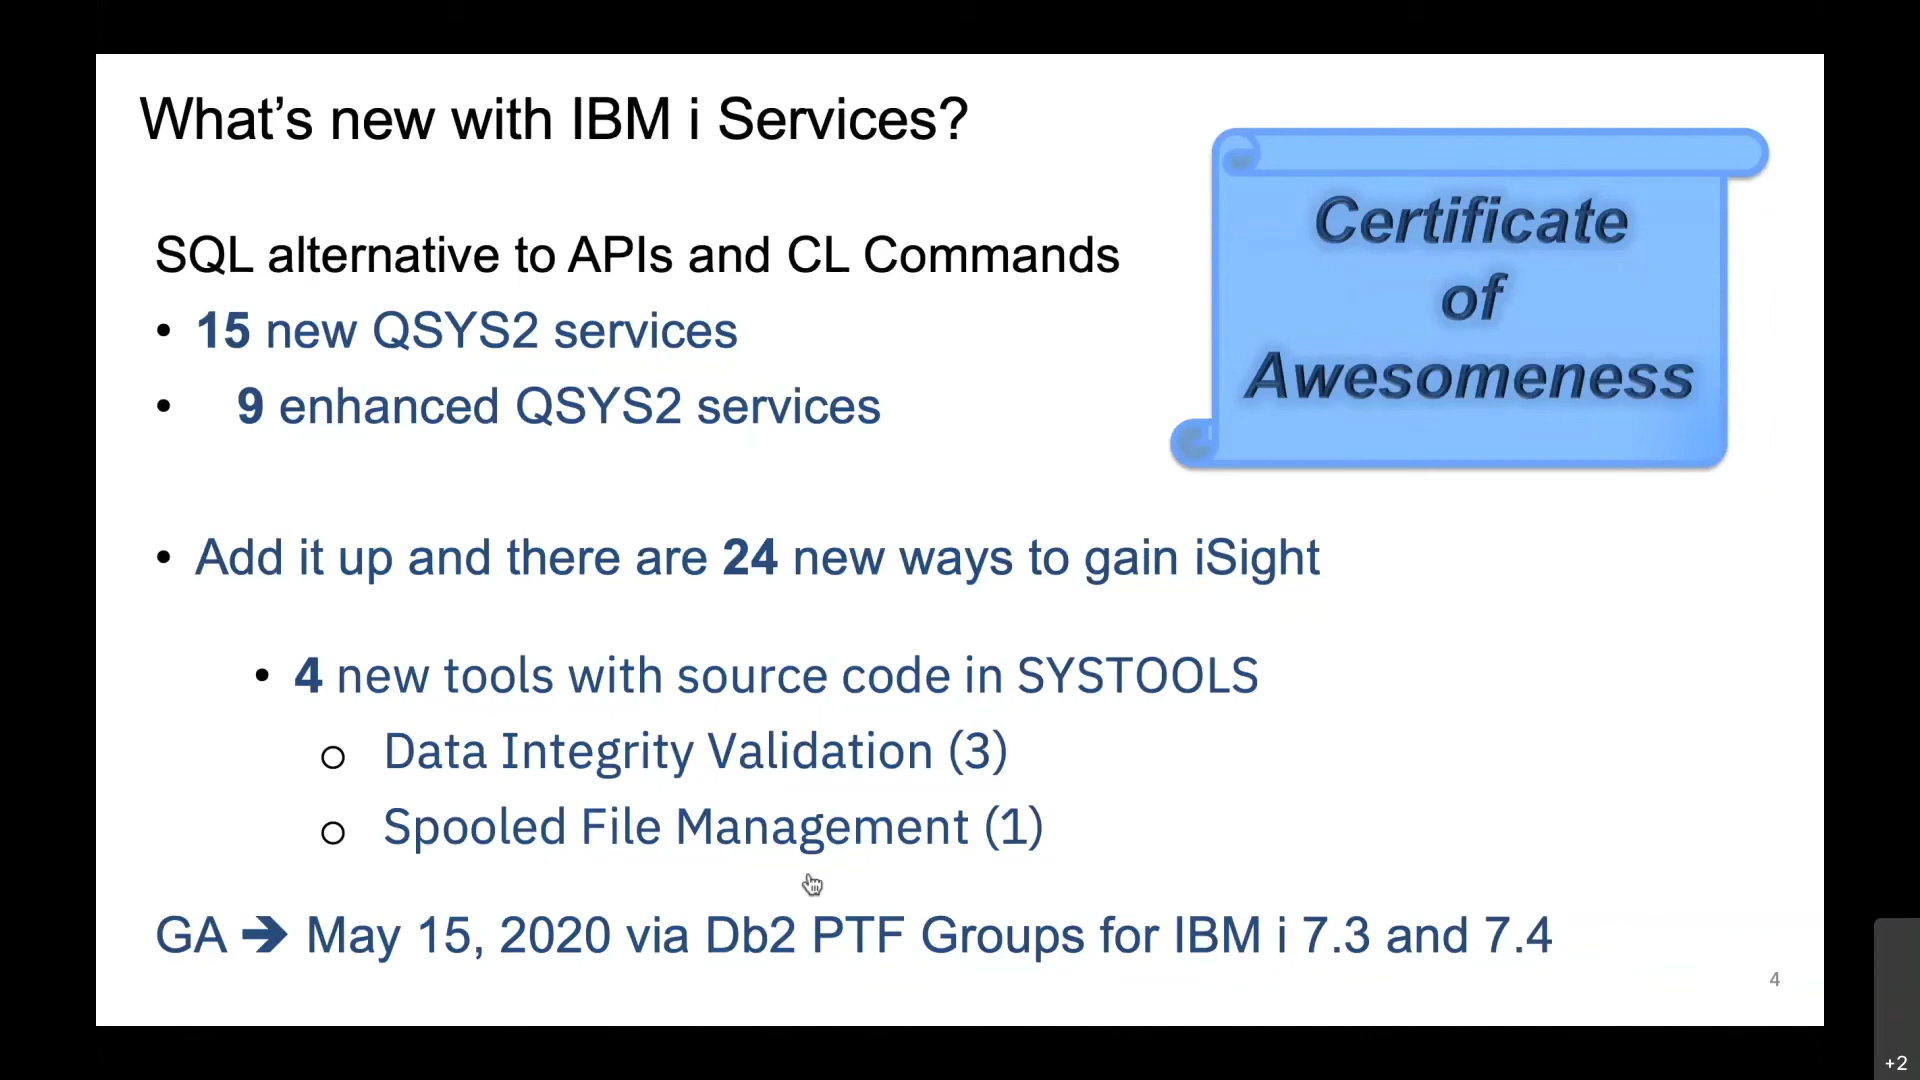 What’s new with IBM i Services?
SQL alternative to APIs and CL Commands
• 15 new QSYS2 services
• 9 enhanced QSYS2 services
Certificate
of
Awesomeness
• Add it up and there are 24 new ways to gain iSight
• 4 new tools with source code in SYSTOOLS
o Data Integrity Validation (3)
o Spooled File Management (1)
GA ➔ May 15, 2020 via Db2 PTF Groups for IBM i 7.3 and 7.4
4
+2